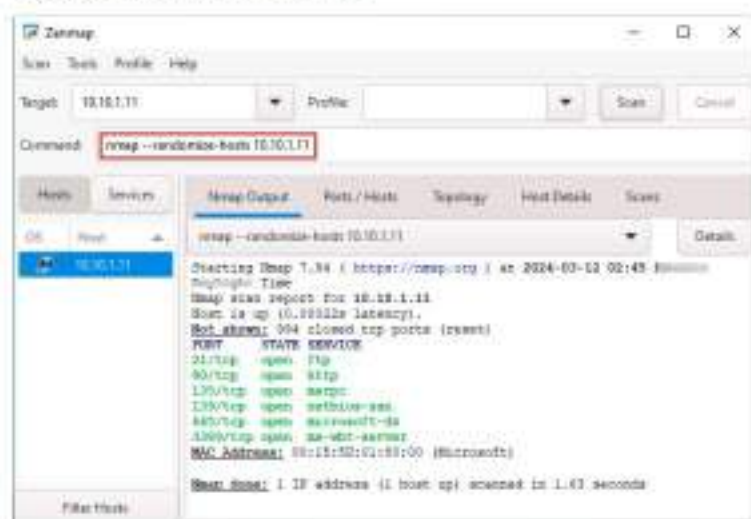 Zenmap
Scan Tools Profile Help
Target: 10.10.1.11 Profile: Scan Cancel
Command: nmap --randomize-hosts 10.10.1.11
Hosts Services
Nmap Output Ports / Hosts Topology Host Details Scans
OS Host
nmap --randomize-hosts 10.10.1.11 Details
10.10.1.11
Starting Nmap 7.94 ( https://nmap.org ) at 2024-03-12 02:45
Daylight Time
Nmap scan report for 10.10.1.11
Host is up (0.00022s latency).
Not shown: 994 closed tcp ports (reset)
PORT STATE SERVICE
21/tcp open ftp
80/tcp open http
135/tcp open msrpc
139/tcp open netbios-ssn
445/tcp open microsoft-ds
3389/tcp open ms-wbt-server
MAC Address: (Microsoft)
Nmap done: 1 IP address (1 host up) scanned in 1.63 seconds
Filter Hosts